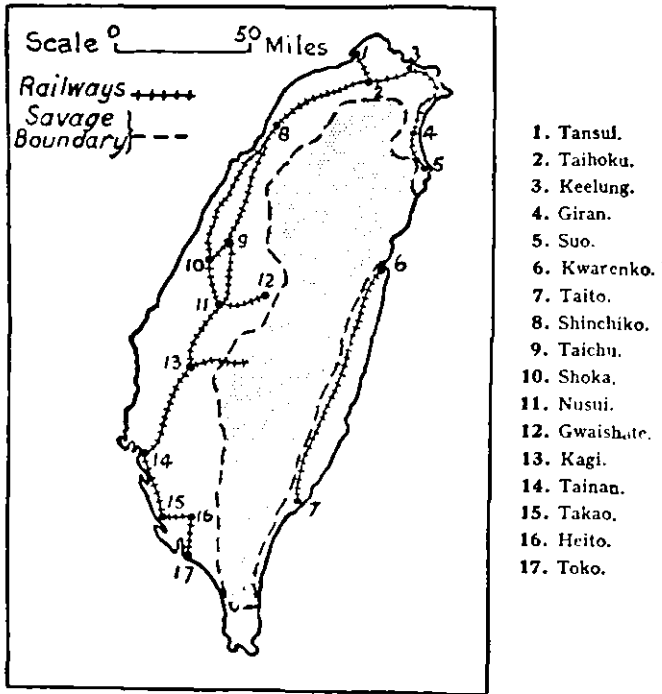 Scale 0 50 Miles
Railways
Savage
Boundary
1
2
3
4
5
6
7
8
9
10
11
12
13
14
15
16
17
1. Tansui.
2. Taihoku.
3. Keelung.
4. Giran.
5. Suo.
6. Kwarenko.
7. Taito.
8. Shinchiko.
9. Taichu.
10. Shoka.
11. Nusui.
12. Gwaishate.
13. Kagi.
14. Tainan.
15. Takao.
16. Heito.
17. Toko.